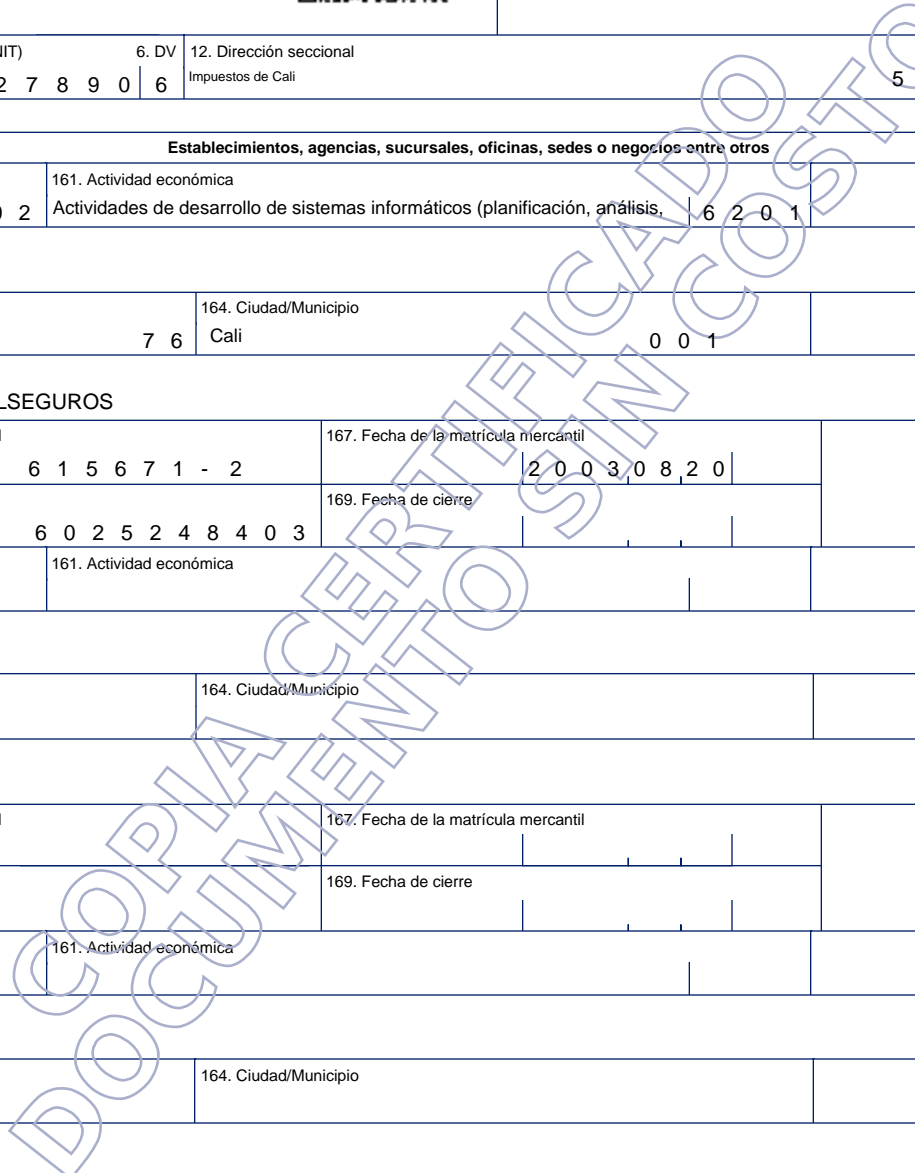 NIT) 6. DV 12. Dirección seccional
2 7 8 9 0 6 Impuestos de Cali 5
Establecimientos, agencias, sucursales, oficinas, sedes o negocios entre otros
161. Actividad económica
0 2 Actividades de desarrollo de sistemas informáticos (planificación, análisis, 6 2 0 1
164. Ciudad/Municipio
7 6 Cali 0 0 1
LSEGUROS
167. Fecha de la matrícula mercantil
6 1 5 6 7 1 - 2 2 0 0 3 0 8 2 0
169. Fecha de cierre
6 0 2 5 2 4 8 4 0 3
161. Actividad económica
164. Ciudad/Municipio
167. Fecha de la matrícula mercantil
169. Fecha de cierre
161. Actividad económica
164. Ciudad/Municipio
COPIA CERTIFICADO
DOCUMENTO SIN COSTO